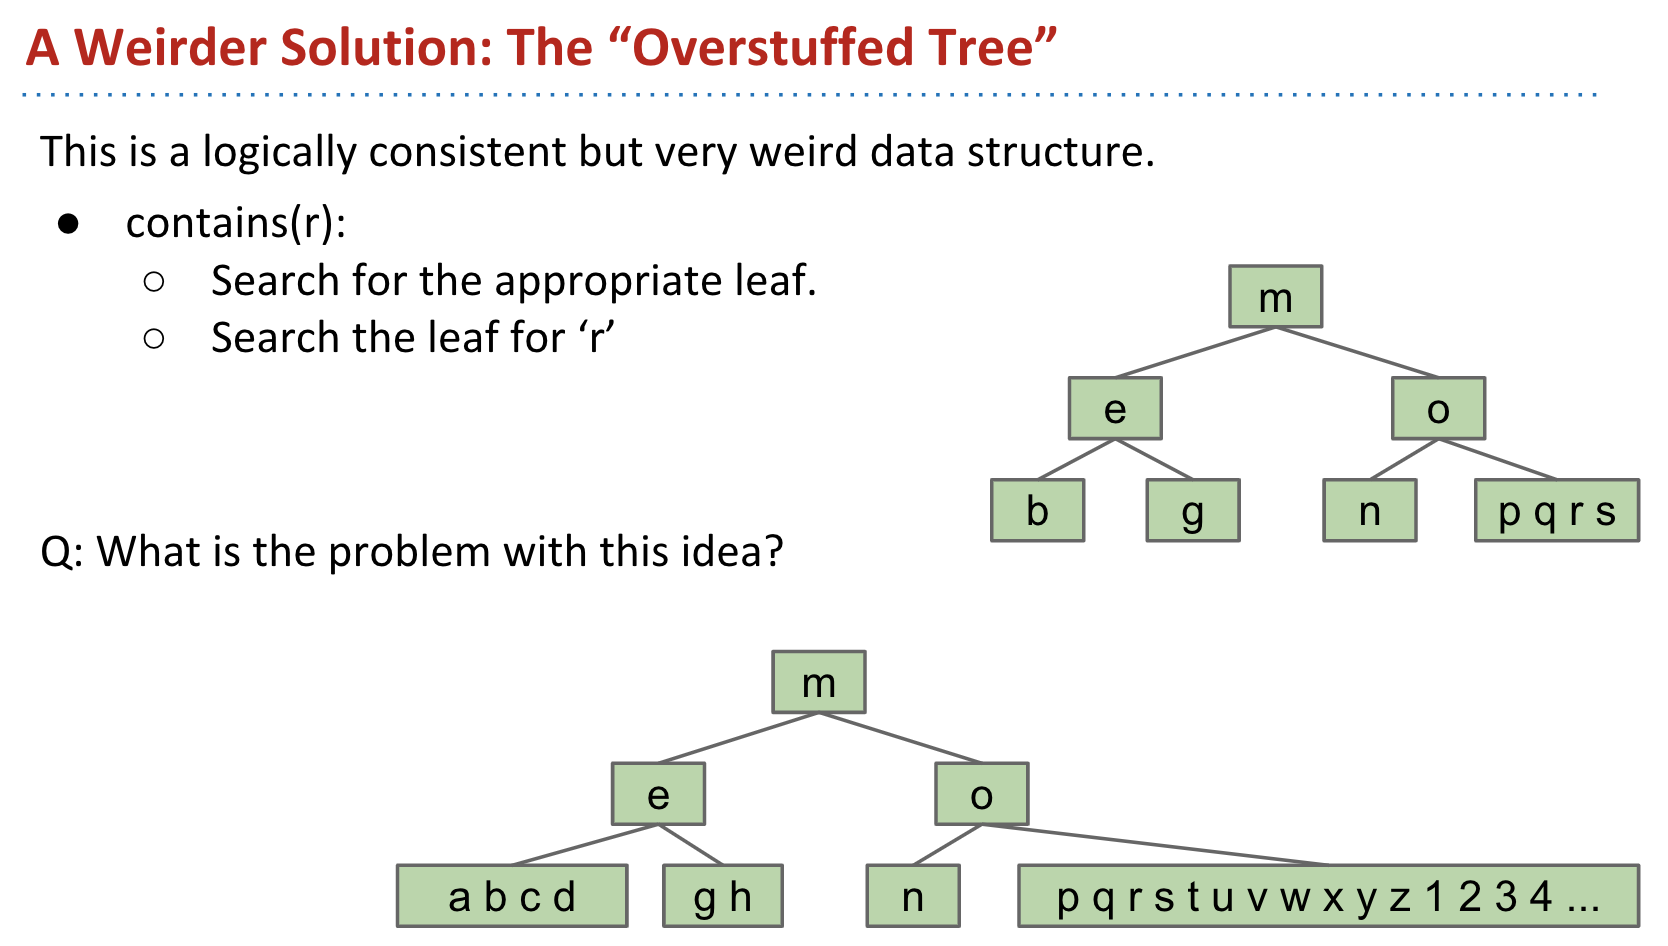 A Weirder Solution: The “Overstuffed Tree”
This is a logically consistent but very weird data structure.
● contains(r):
○ Search for the appropriate leaf.
○ Search the leaf for ‘r’
m
e
o
b
g
n
p q r s
Q: What is the problem with this idea?
m
e
o
a b c d
g h
n
p q r s t u v w x y z 1 2 3 4 ...